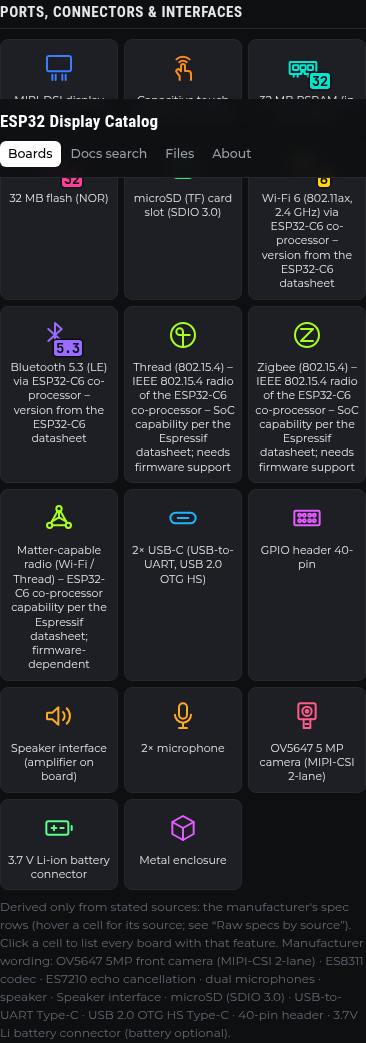 PORTS, CONNECTORS & INTERFACES
MIPI-DSI display
Capacitive touch
32 MB PSRAM (in
32
ESP32 Display Catalog
Boards
Docs search
Files
About
32
32 MB flash (NOR)
microSD (TF) card
slot (SDIO 3.0)
6
Wi-Fi 6 (802.11ax,
2.4 GHz) via
ESP32-C6 co-
processor –
version from the
ESP32-C6
datasheet
5.3
Bluetooth 5.3 (LE)
via ESP32-C6 co-
processor –
version from the
ESP32-C6
datasheet
Thread (802.15.4) –
IEEE 802.15.4 radio
of the ESP32-C6
co-processor – SoC
capability per the
Espressif
datasheet; needs
firmware support
Zigbee (802.15.4) –
IEEE 802.15.4 radio
of the ESP32-C6
co-processor – SoC
capability per the
Espressif
datasheet; needs
firmware support
Matter-capable
radio (Wi-Fi /
Thread) – ESP32-
C6 co-processor
capability per the
Espressif
datasheet;
firmware-
dependent
2× USB-C (USB-to-
UART, USB 2.0
OTG HS)
GPIO header 40-
pin
Speaker interface
(amplifier on
board)
2× microphone
OV5647 5 MP
camera (MIPI-CSI
2-lane)
3.7 V Li-ion battery
connector
Metal enclosure
Derived only from stated sources: the manufacturer's spec
rows (hover a cell for its source; see “Raw specs by source”).
Click a cell to list every board with that feature. Manufacturer
wording: OV5647 5MP front camera (MIPI-CSI 2-lane) · ES8311
codec · ES7210 echo cancellation · dual microphones ·
speaker · Speaker interface · microSD (SDIO 3.0) · USB-to-
UART Type-C · USB 2.0 OTG HS Type-C · 40-pin header · 3.7V
Li battery connector (battery optional).